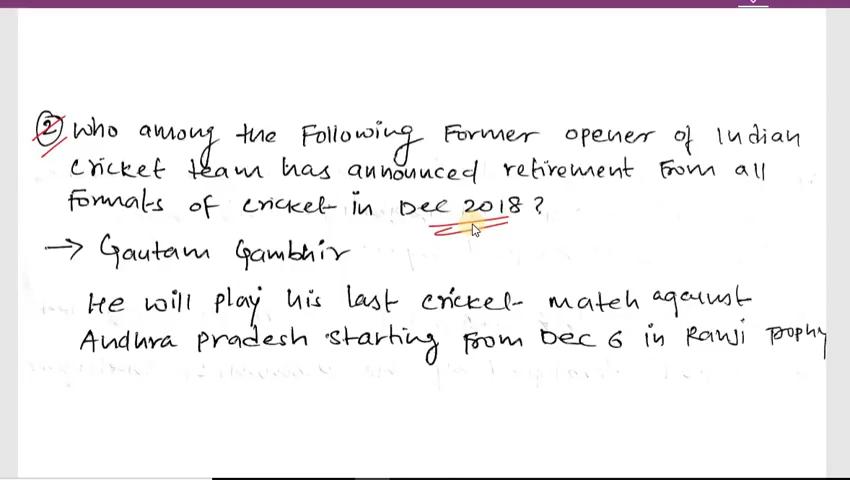 ② Who among the Following Former opener of Indian
Cricket team has announced retirement from all
Formats of cricket in Dec 2018?
→ Gautam Gambhir
He will play his last cricket match against
Andhra Pradesh starting from Dec 6 in Ranji Trophy